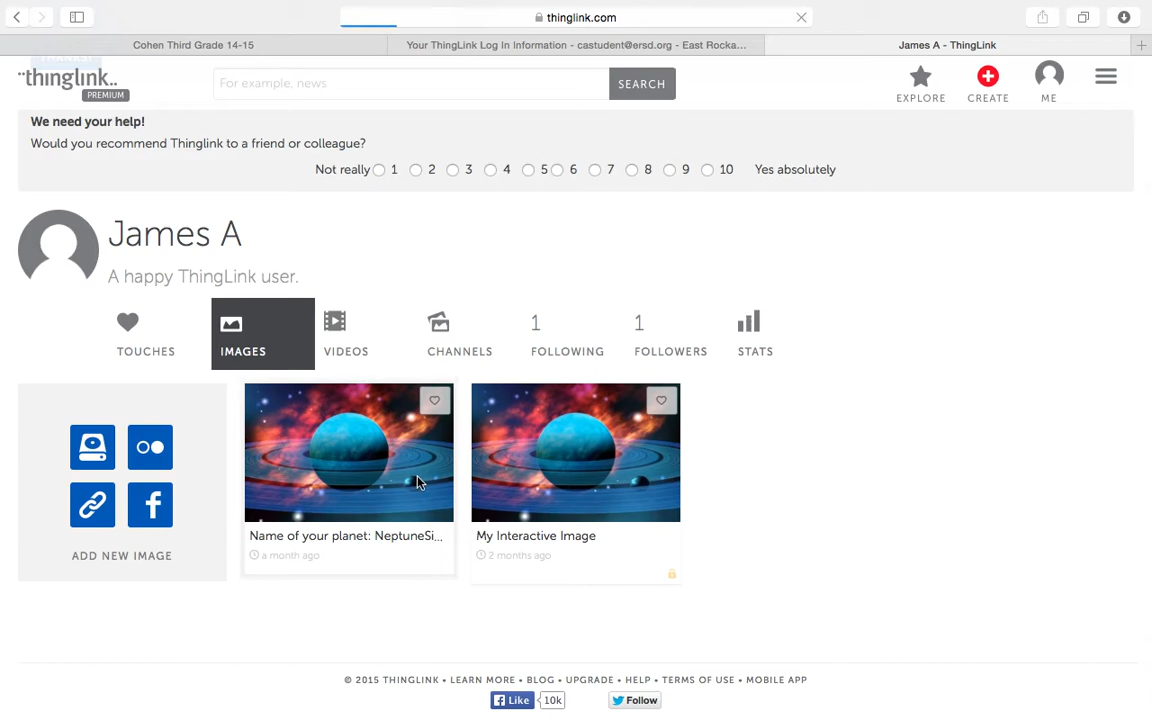 thinglink.com
Cohen Third Grade 14-15
Your ThingLink Log In Information - castudent@ersd.org - East Rocka...
James A - ThingLink
THANKS!
thinglink..
PREMIUM
For example, news
SEARCH
EXPLORE
CREATE
ME
We need your help!
Would you recommend Thinglink to a friend or colleague?
Not really 1 2 3 4 5 6 7 8 9 10 Yes absolutely
James A
A happy ThingLink user.
TOUCHES
IMAGES
VIDEOS
CHANNELS
1 FOLLOWING
1 FOLLOWERS
STATS
ADD NEW IMAGE
Name of your planet: NeptuneSi...
a month ago
My Interactive Image
2 months ago
© 2015 THINGLINK • LEARN MORE • BLOG • UPGRADE • HELP • TERMS OF USE • MOBILE APP
Like 10k
Follow